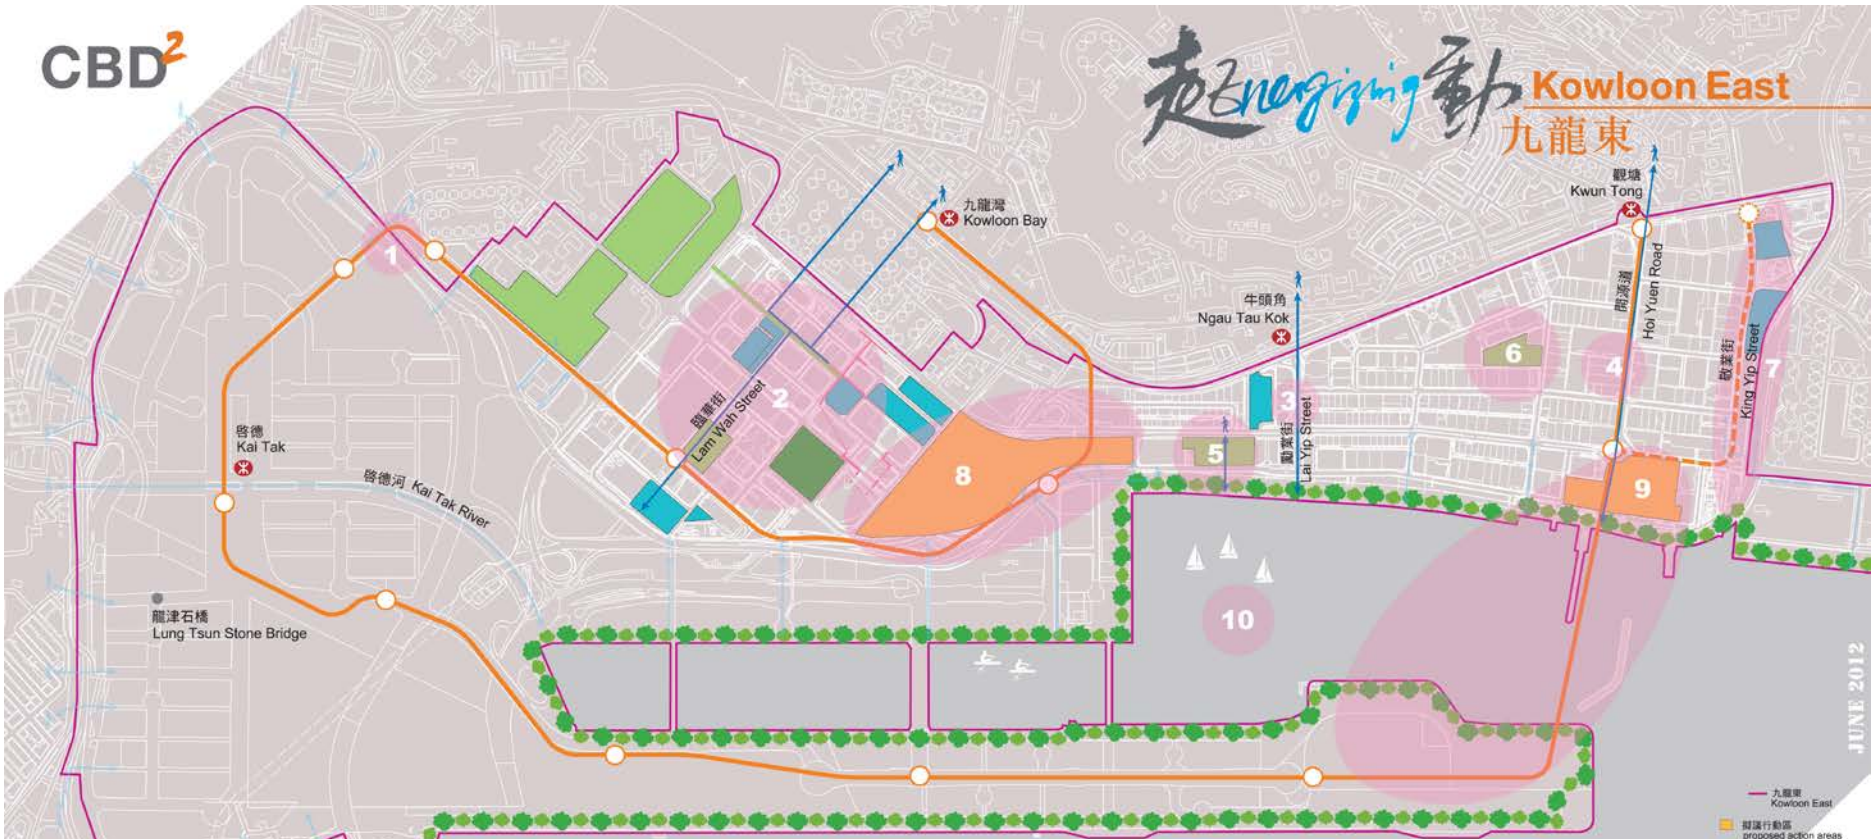 CBD²
起Energizing動 Kowloon East
九龍東
觀塘
Kwun Tong
九龍灣
Kowloon Bay
1
開源道
Hoi Yuen Road
牛頭角
Ngau Tau Kok
6
4
敬業街
King Yip Street
7
2
臨華街
Lam Wah Street
3
勵業街
Lai Yip Street
啓德
Kai Tak
5
8
9
啓德河 Kai Tak River
龍津石橋
Lung Tsun Stone Bridge
10
JUNE 2012
九龍東
Kowloon East
擬議行動區
proposed action areas